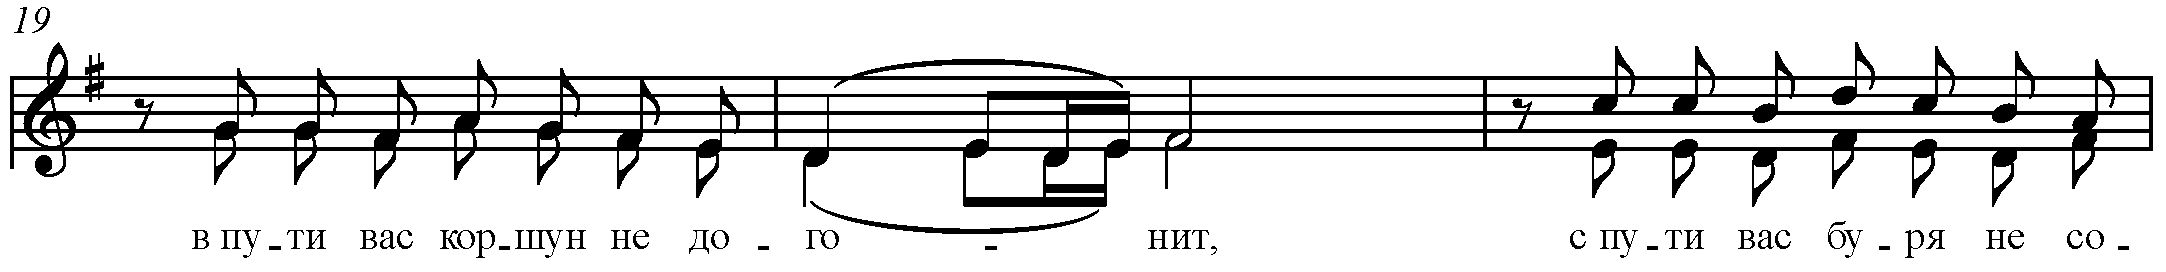 19
в пу - ти вас кор - шун не до - го - нит, с пу - ти вас бу - ря не со -